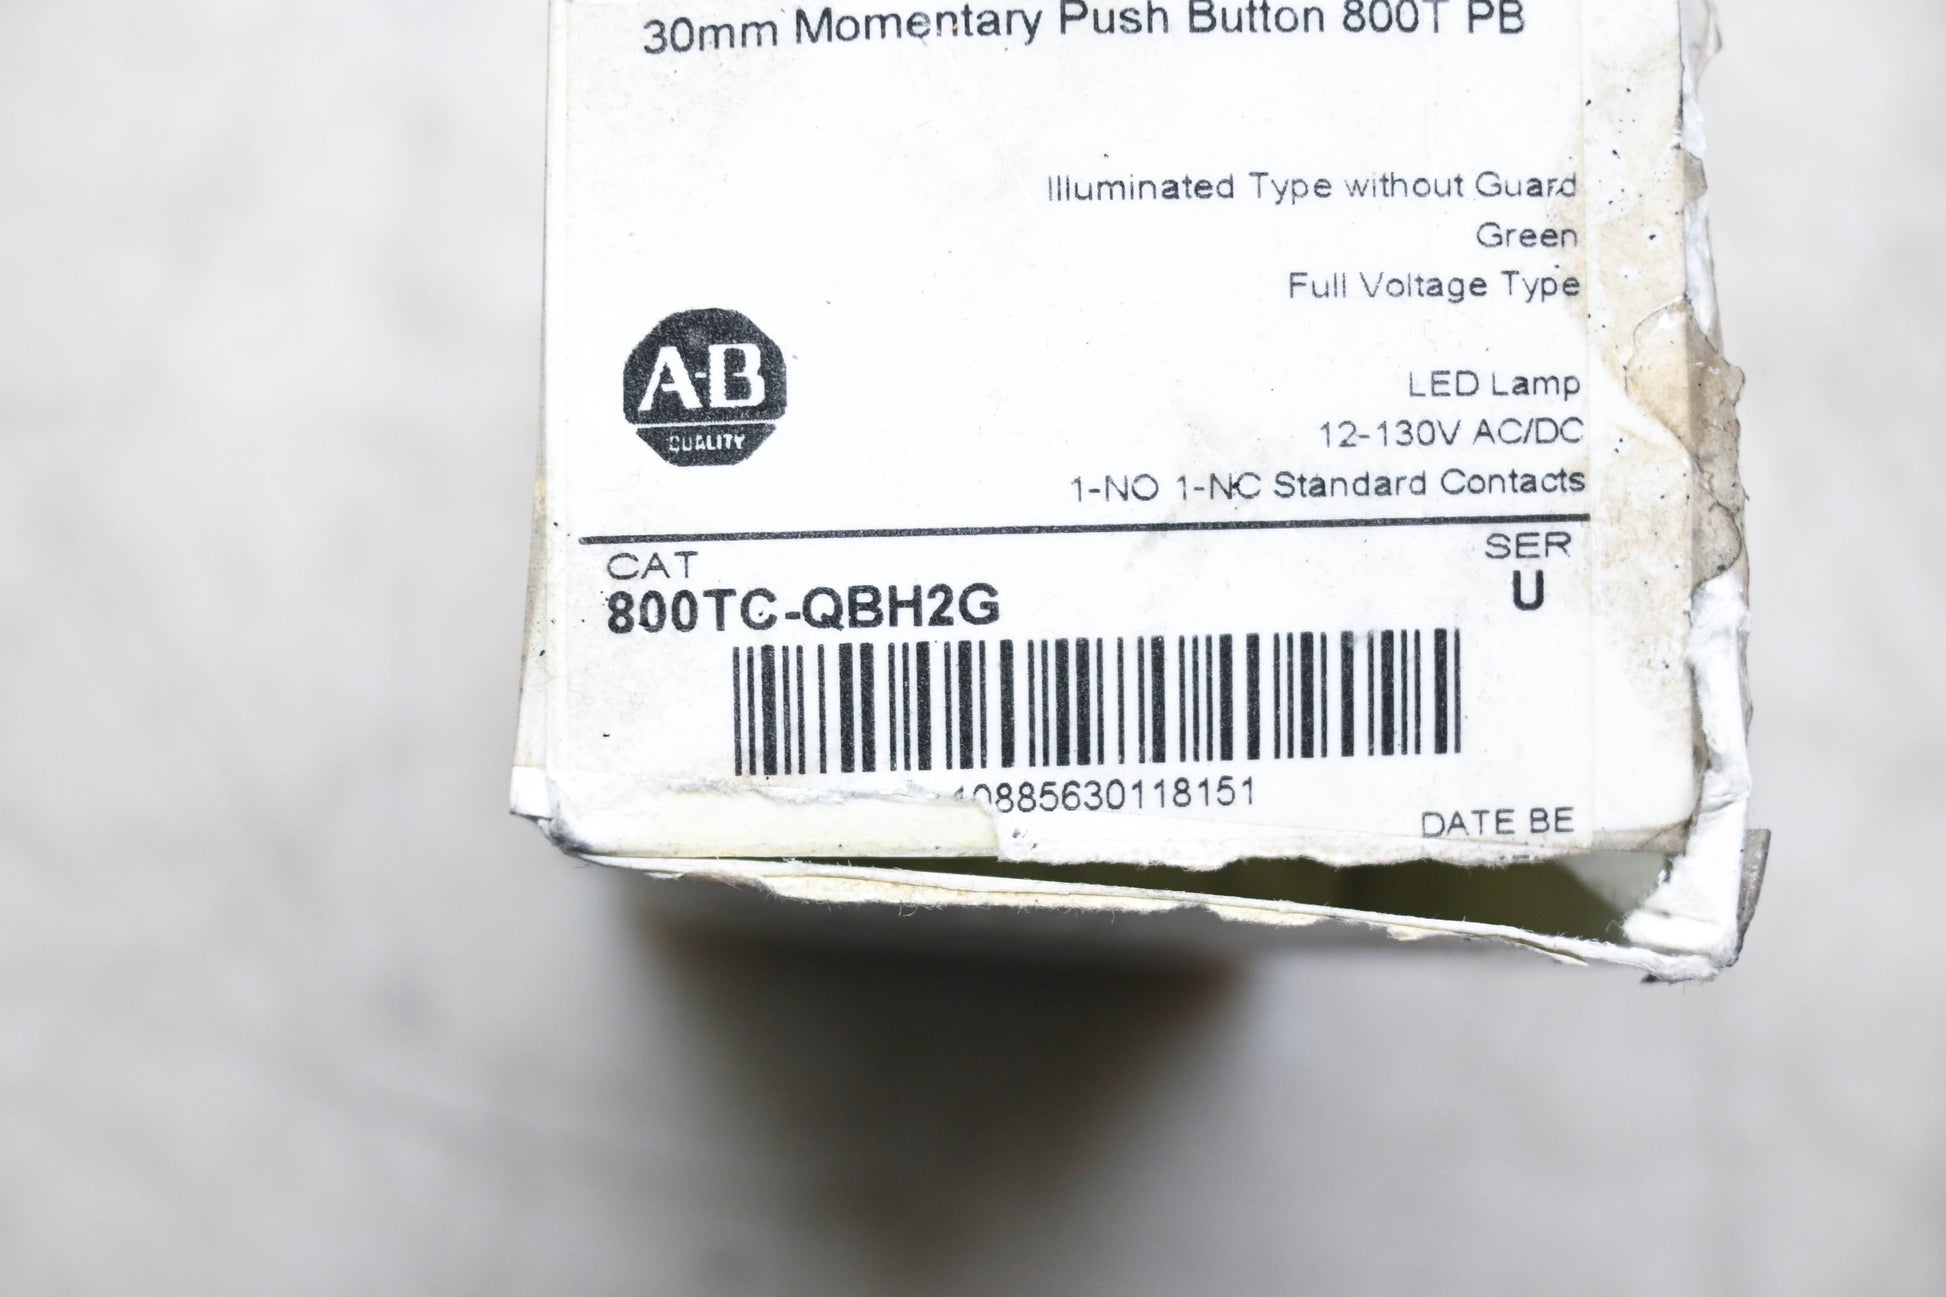 30mm Momentary Push Button 800T PB
Illuminated Type without Guard
Green
Full Voltage Type
A-B
QUALITY
LED Lamp
12-130V AC/DC
1-NO 1-NC Standard Contacts
CAT
800TC-QBH2G
SER
U
10885630118151
DATE BE